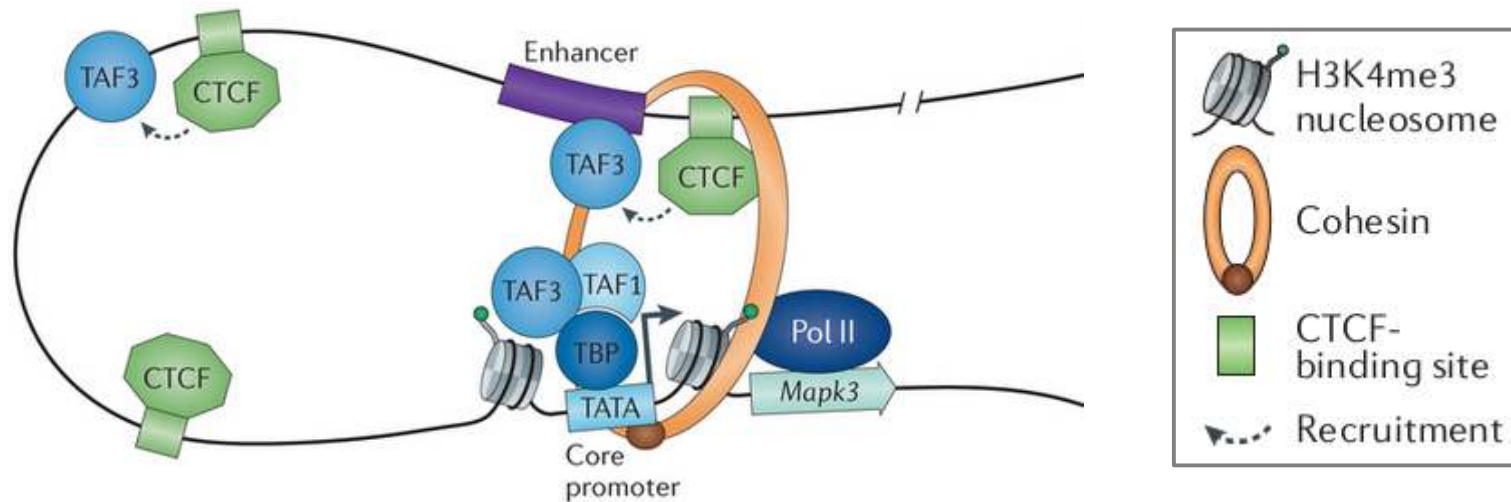 TAF3
CTCF
Enhancer
TAF3
CTCF
TAF3
TAF1
TBP
Pol II
CTCF
TATA
Mapk3
Core
promoter
H3K4me3
nucleosome
Cohesin
CTCF-
binding site
Recruitment